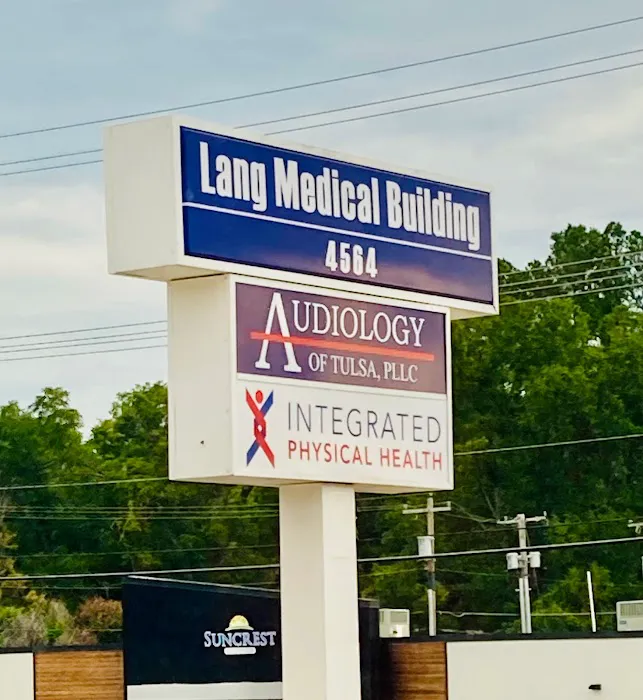 Lang Medical Building
4564
AUDIOLOGY
OF TULSA, PLLC
INTEGRATED
PHYSICAL HEALTH
SUNCREST